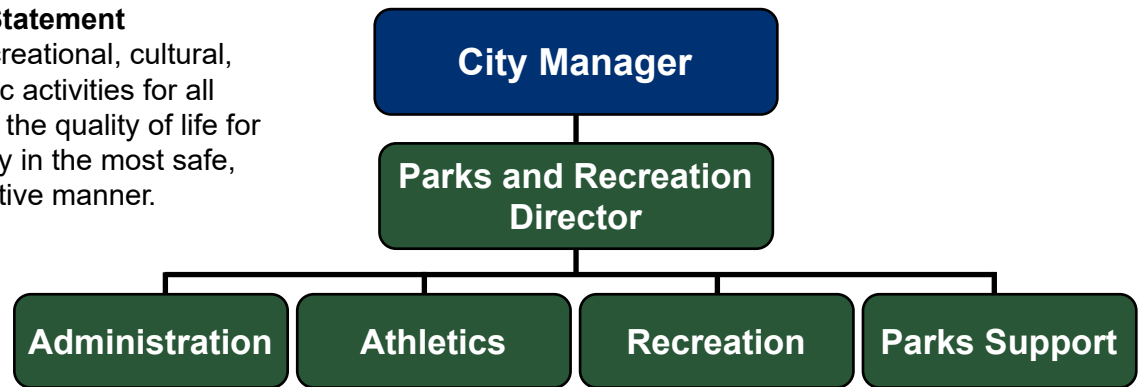 Statement
creational, cultural,
c activities for all
the quality of life for
y in the most safe,
tive manner.
City Manager
Parks and Recreation
Director
Administration
Athletics
Recreation
Parks Support